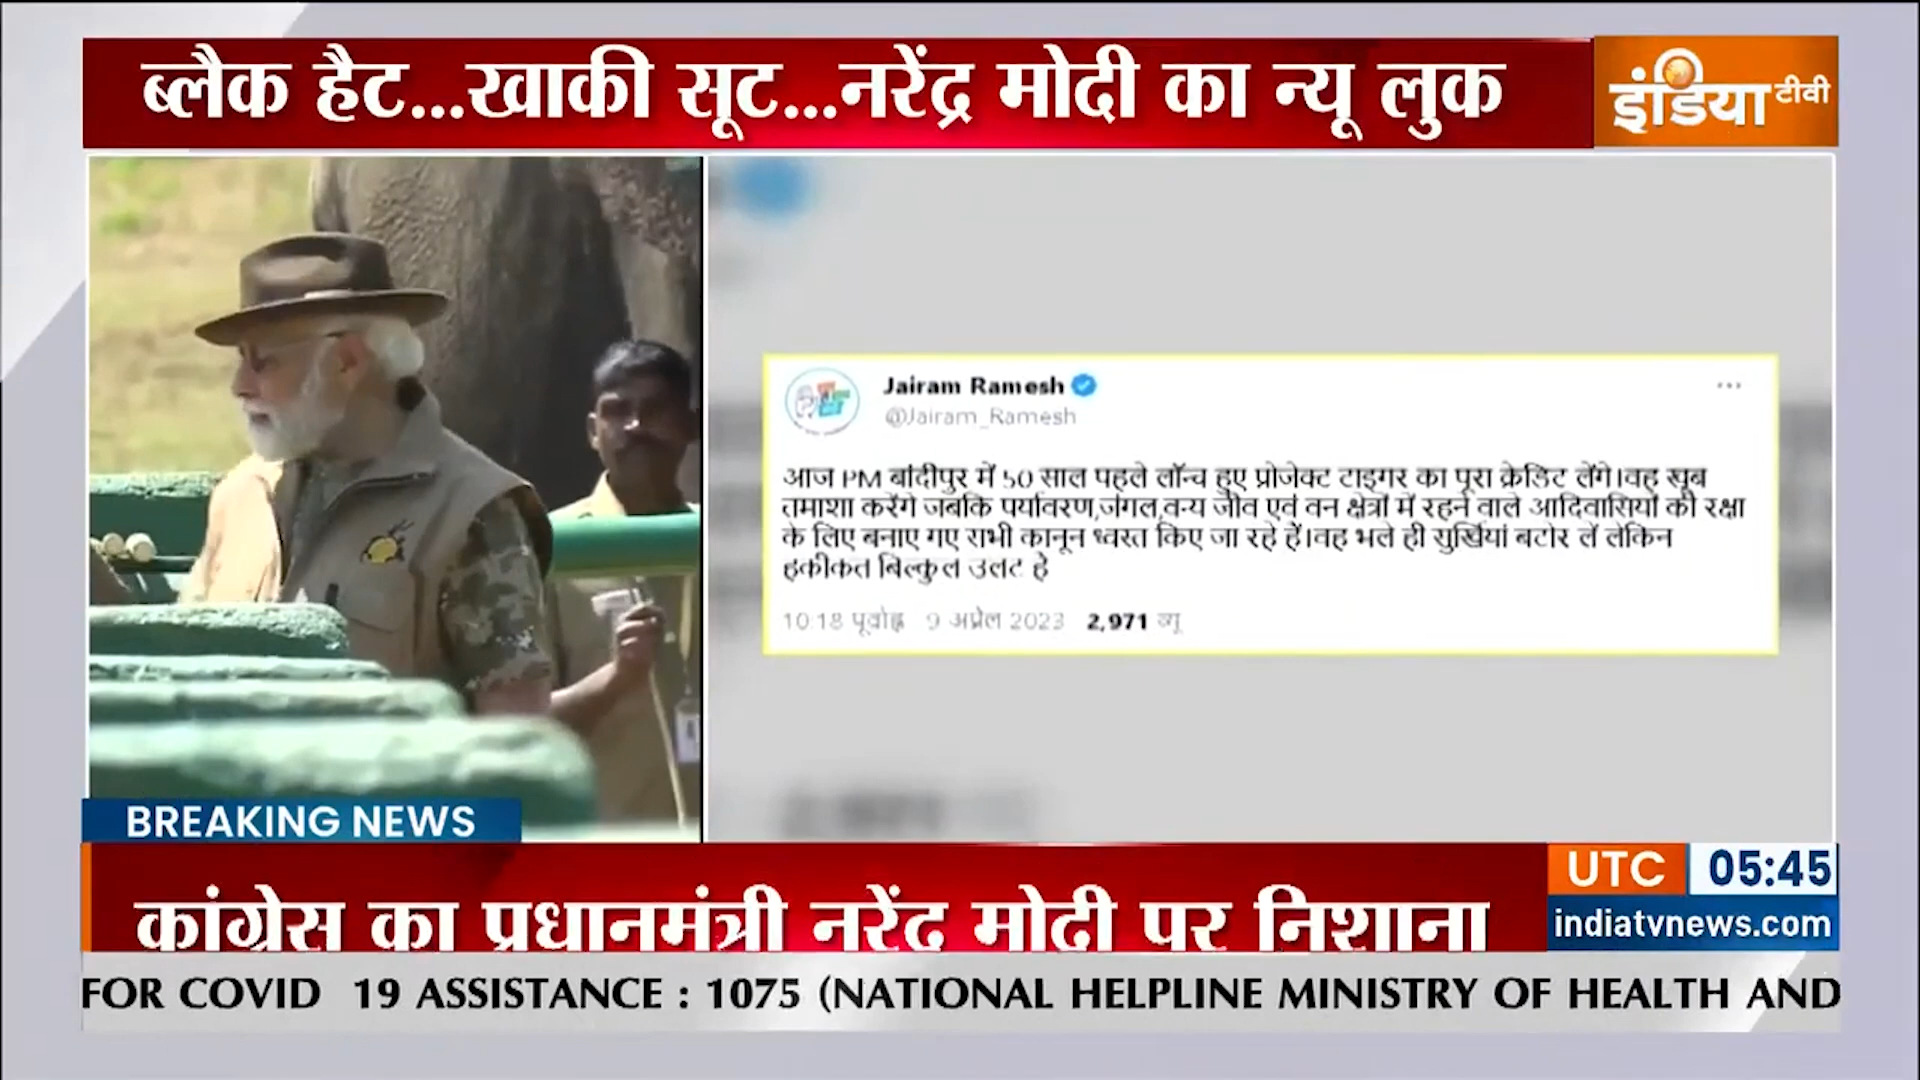 ब्लैक हैट...खाकी सूट...नरेंद्र मोदी का न्यू लुक
इंडिया टीवी
Jairam Ramesh
@Jairam_Ramesh
आज PM बांदीपुर में 50 साल पहले लॉन्च हुए प्रोजेक्ट टाइगर का पूरा क्रेडिट लेंगे।वह खूब
तमाशा करेंगे जबकि पर्यावरण,जंगल,वन्य जीव एवं वन क्षेत्रों में रहने वाले आदिवासियों की रक्षा
के लिए बनाए गए सभी कानून ध्वस्त किए जा रहे हैं।वह भले ही सुर्खियां बटोर लें लेकिन
हकीकत बिल्कुल उलट है
10:18 पूर्वाह्न 9 अप्रैल 2023 2,971 व्यू
BREAKING NEWS
कांग्रेस का प्रधानमंत्री नरेंद्र मोदी पर निशाना
UTC 05:45
indiatvnews.com
FOR COVID 19 ASSISTANCE : 1075 (NATIONAL HELPLINE MINISTRY OF HEALTH AND